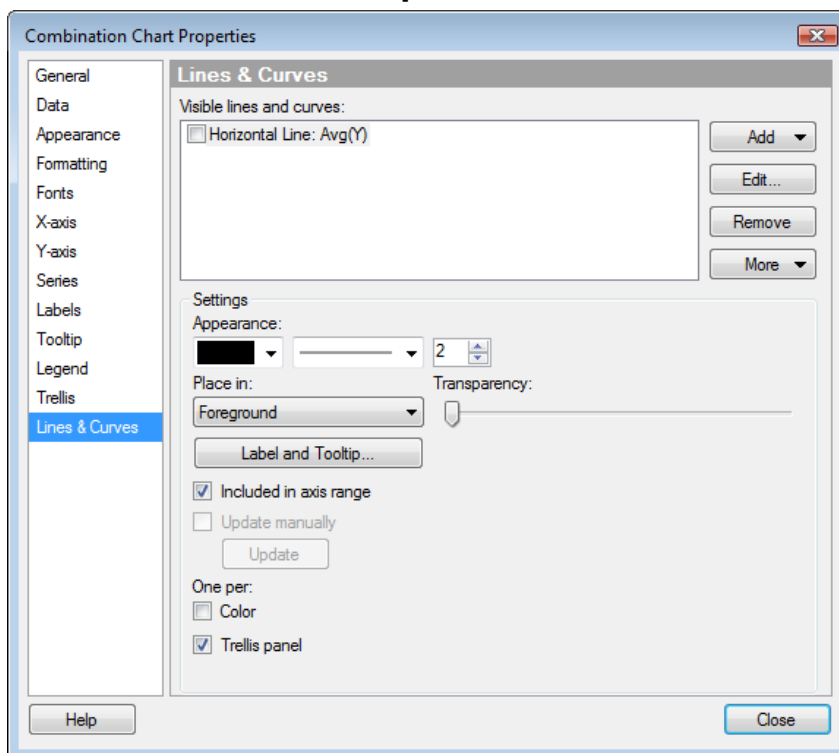 Combination Chart Properties
General
Data
Appearance
Formatting
Fonts
X-axis
Y-axis
Series
Labels
Tooltip
Legend
Trellis
Lines & Curves
Lines & Curves
Visible lines and curves:
Horizontal Line: Avg(Y)
Add
Edit...
Remove
More
Settings
Appearance:
2
Place in:
Transparency:
Foreground
Label and Tooltip...
Included in axis range
Update manually
Update
One per:
Color
Trellis panel
Help
Close